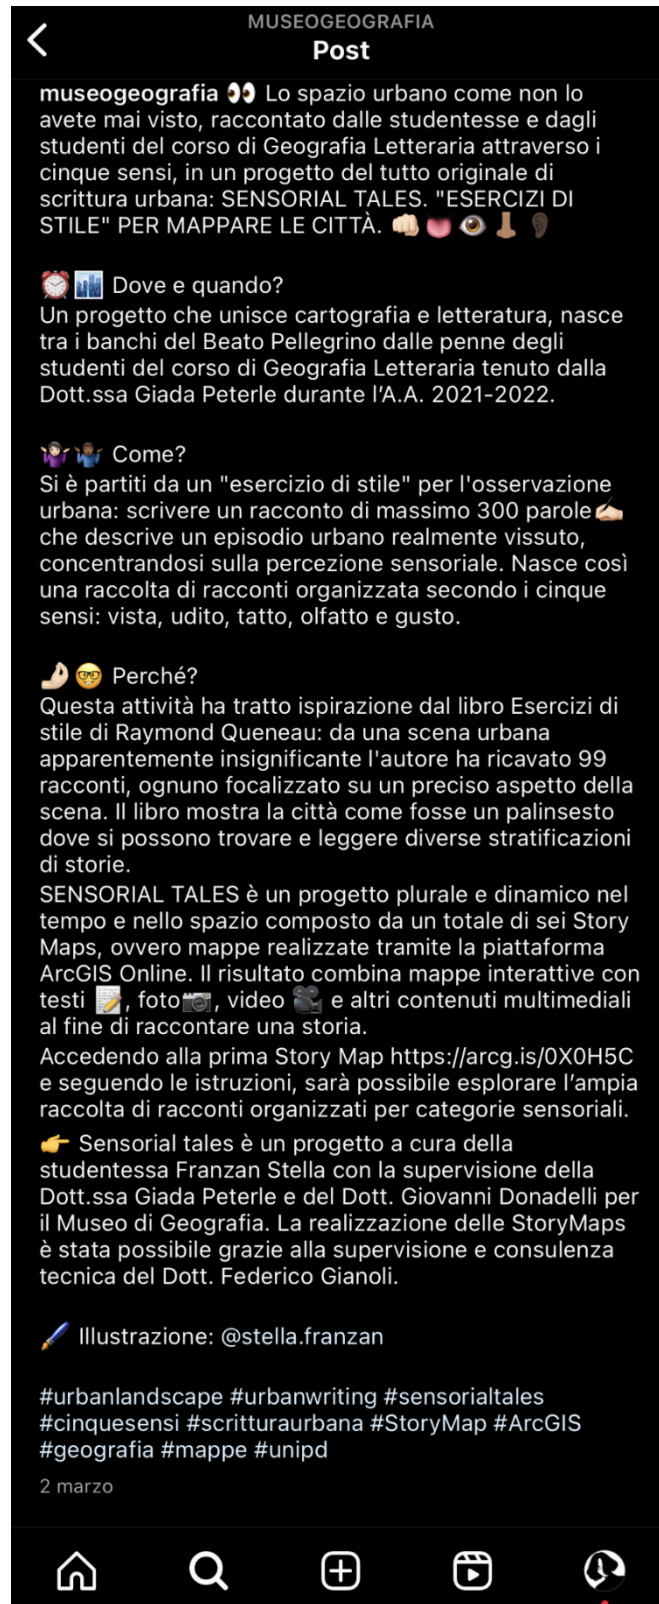 MUSEOGEOGRAFIA
Post
museogeografia 👀 Lo spazio urbano come non lo
avete mai visto, raccontato dalle studentesse e dagli
studenti del corso di Geografia Letteraria attraverso i
cinque sensi, in un progetto del tutto originale di
scrittura urbana: SENSORIAL TALES. "ESERCIZI DI
STILE" PER MAPPARE LE CITTÀ. 👊🏻 👅 👁 👃🏽 👂🏿
⏰🏙 Dove e quando?
Un progetto che unisce cartografia e letteratura, nasce
tra i banchi del Beato Pellegrino dalle penne degli
studenti del corso di Geografia Letteraria tenuto dalla
Dott.ssa Giada Peterle durante l’A.A. 2021-2022.
🤷🏻‍♀️🤷🏾‍♂️ Come?
Si è partiti da un "esercizio di stile" per l'osservazione
urbana: scrivere un racconto di massimo 300 parole✍🏻
che descrive un episodio urbano realmente vissuto,
concentrandosi sulla percezione sensoriale. Nasce così
una raccolta di racconti organizzata secondo i cinque
sensi: vista, udito, tatto, olfatto e gusto.
🤌🏻 🤓 Perché?
Questa attività ha tratto ispirazione dal libro Esercizi di
stile di Raymond Queneau: da una scena urbana
apparentemente insignificante l'autore ha ricavato 99
racconti, ognuno focalizzato su un preciso aspetto della
scena. Il libro mostra la città come fosse un palinsesto
dove si possono trovare e leggere diverse stratificazioni
di storie.
SENSORIAL TALES è un progetto plurale e dinamico nel
tempo e nello spazio composto da un totale di sei Story
Maps, ovvero mappe realizzate tramite la piattaforma
ArcGIS Online. Il risultato combina mappe interattive con
testi 📝, foto📷, video 🎥 e altri contenuti multimediali
al fine di raccontare una storia.
Accedendo alla prima Story Map https://arcg.is/0X0H5C
e seguendo le istruzioni, sarà possibile esplorare l’ampia
raccolta di racconti organizzati per categorie sensoriali.
👉 Sensorial tales è un progetto a cura della
studentessa Franzan Stella con la supervisione della
Dott.ssa Giada Peterle e del Dott. Giovanni Donadelli per
il Museo di Geografia. La realizzazione delle StoryMaps
è stata possibile grazie alla supervisione e consulenza
tecnica del Dott. Federico Gianoli.
🖌 Illustrazione: @stella.franzan
#urbanlandscape #urbanwriting #sensorialtales
#cinquesensi #scritturaurbana #StoryMap #ArcGIS
#geografia #mappe #unipd
2 marzo